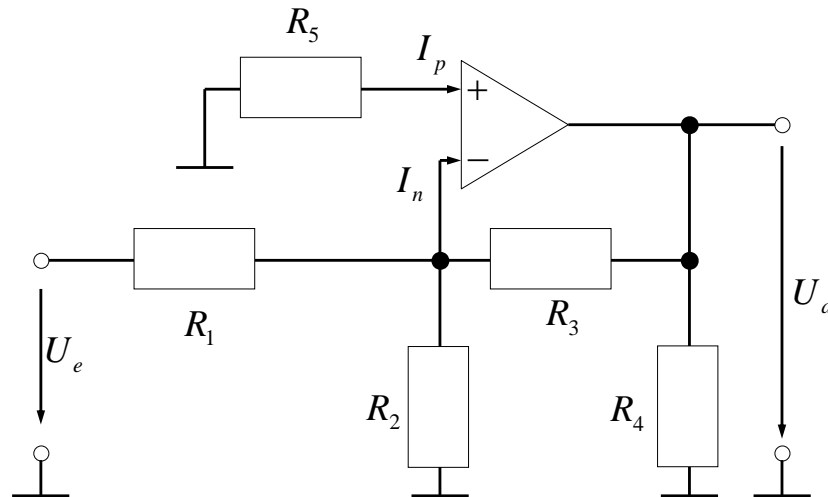 R₅
Iₚ
+
−
Iₙ
R₁
R₃
Uₑ
Uₐ
R₂
R₄